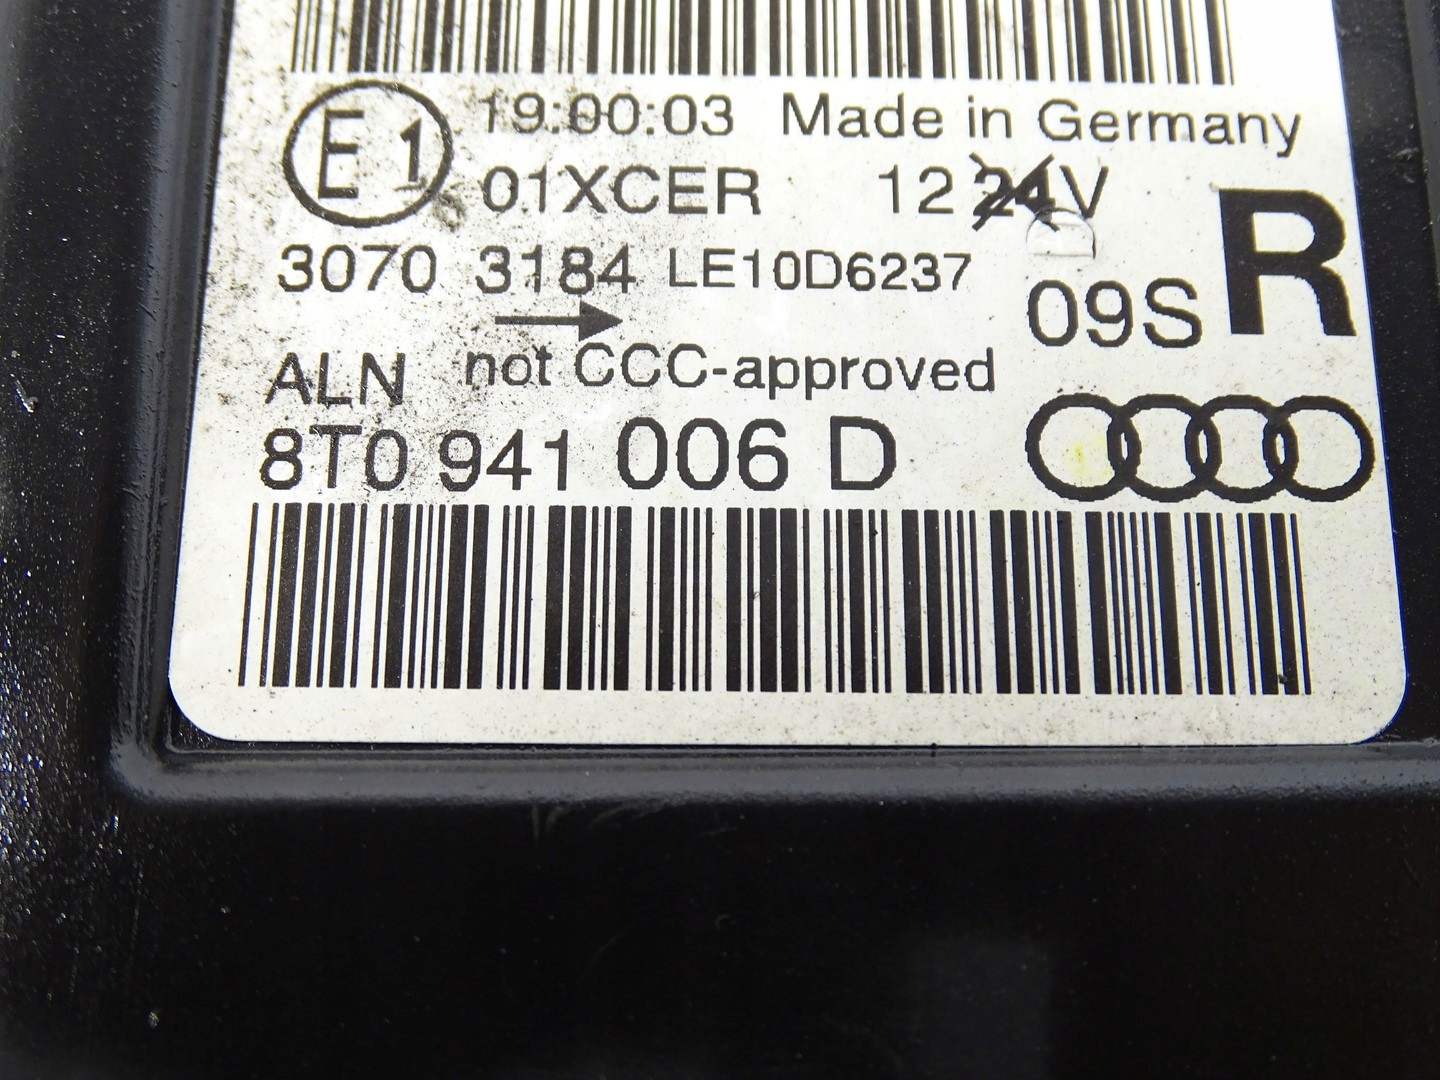 E1 19:00:03 Made in Germany
01XCER 12 24V
R
3070 3184 LE10D6237
09S
not CCC-approved
ALN
8T0 941 006 D